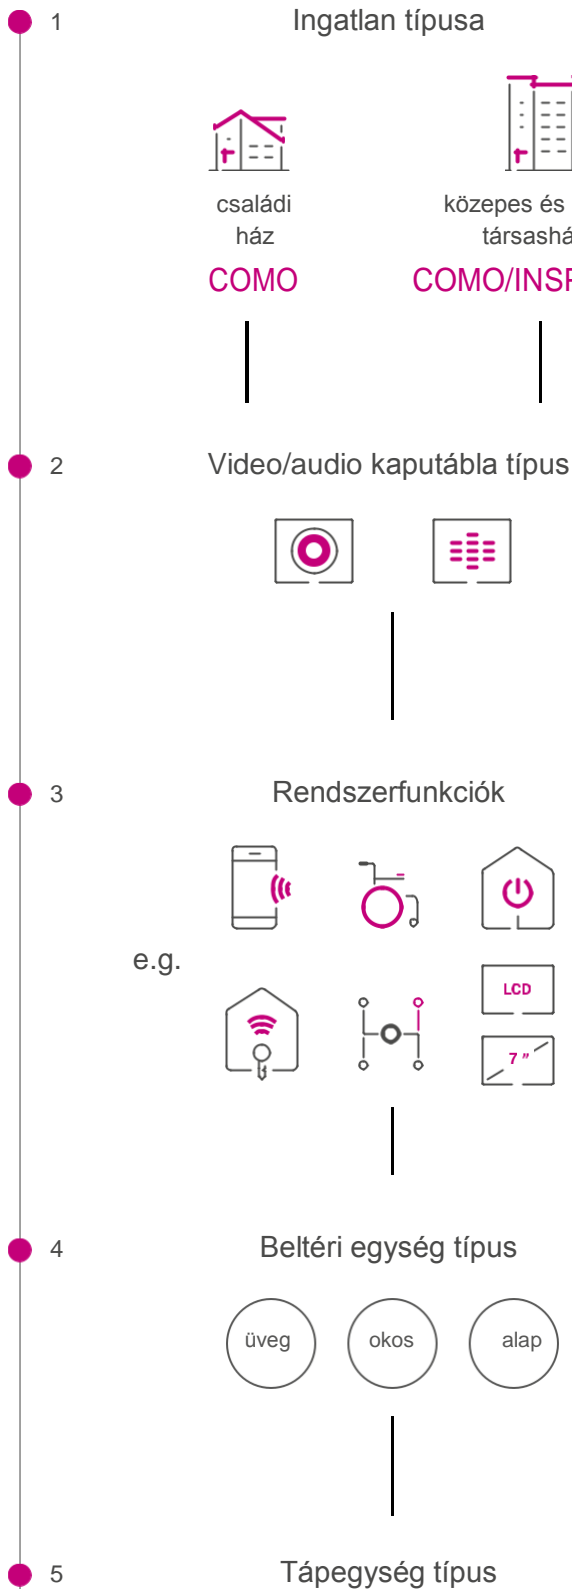 1 Ingatlan típusa
családi
ház
COMO
közepes és
COMO/INSP
2 Video/audio kaputábla típus
3 Rendszerfunkciók
e.g.
LCD
7 "
4 Beltéri egység típus
üveg okos alap
5 Tápegység típus